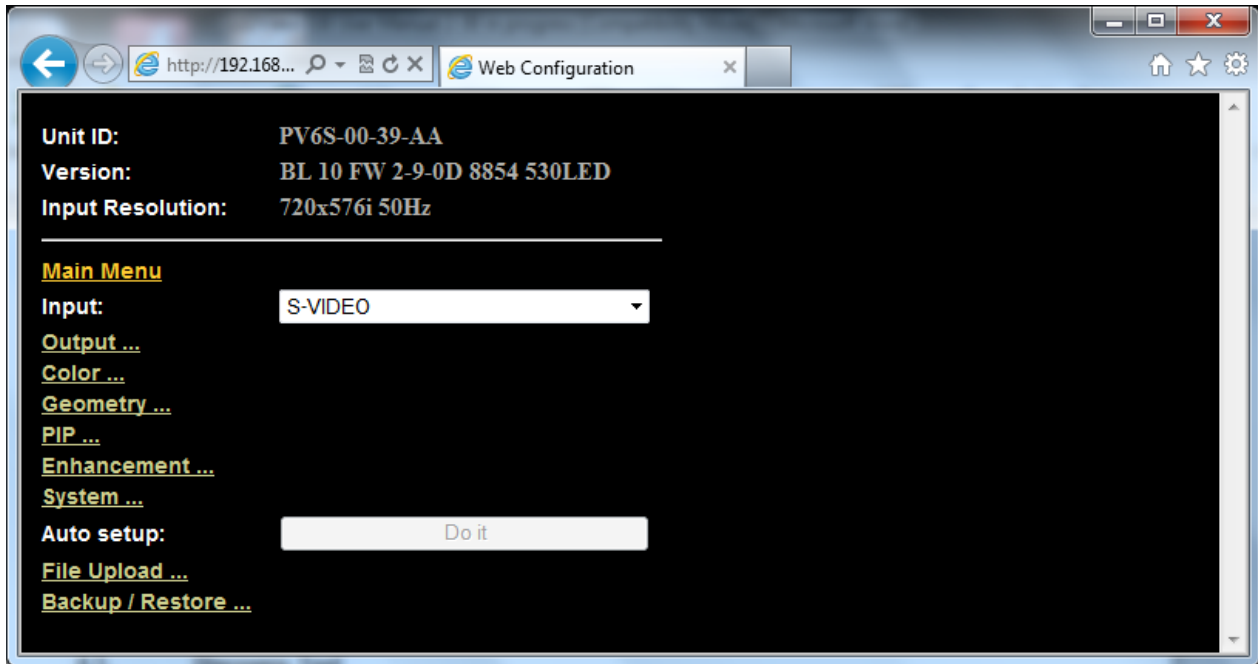 http://192.168... Web Configuration
Unit ID: PV6S-00-39-AA
Version: BL 10 FW 2-9-0D 8854 530LED
Input Resolution: 720x576i 50Hz
Main Menu
Input: S-VIDEO
Output ...
Color ...
Geometry ...
PIP ...
Enhancement ...
System ...
Auto setup: Do it
File Upload ...
Backup / Restore ...